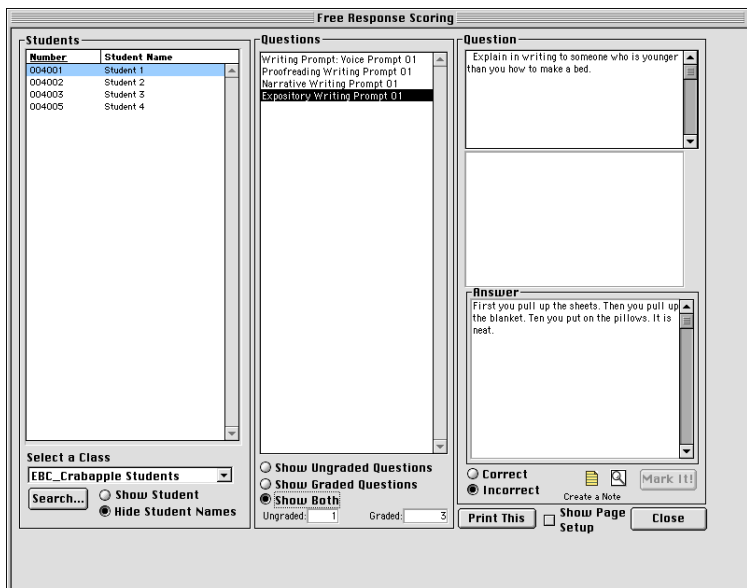 Free Response Scoring
Students
Number Student Name
004001 Student 1
004002 Student 2
004003 Student 3
004005 Student 4
Select a Class
EBC_Crabapple Students
Search...
Show Student
Hide Student Names
Questions
Writing Prompt: Voice Prompt 01
Proofreading Writing Prompt 01
Narrative Writing Prompt 01
Expository Writing Prompt 01
Show Ungraded Questions
Show Graded Questions
Show Both
Ungraded: 1 Graded: 3
Question
Explain in writing to someone who is younger
than you how to make a bed.
Answer
First you pull up the sheets. Then you pull up
the blanket. Ten you put on the pillows. It is
neat.
Correct
Incorrect
Create a Note
Mark It!
Print This
Show Page
Setup
Close